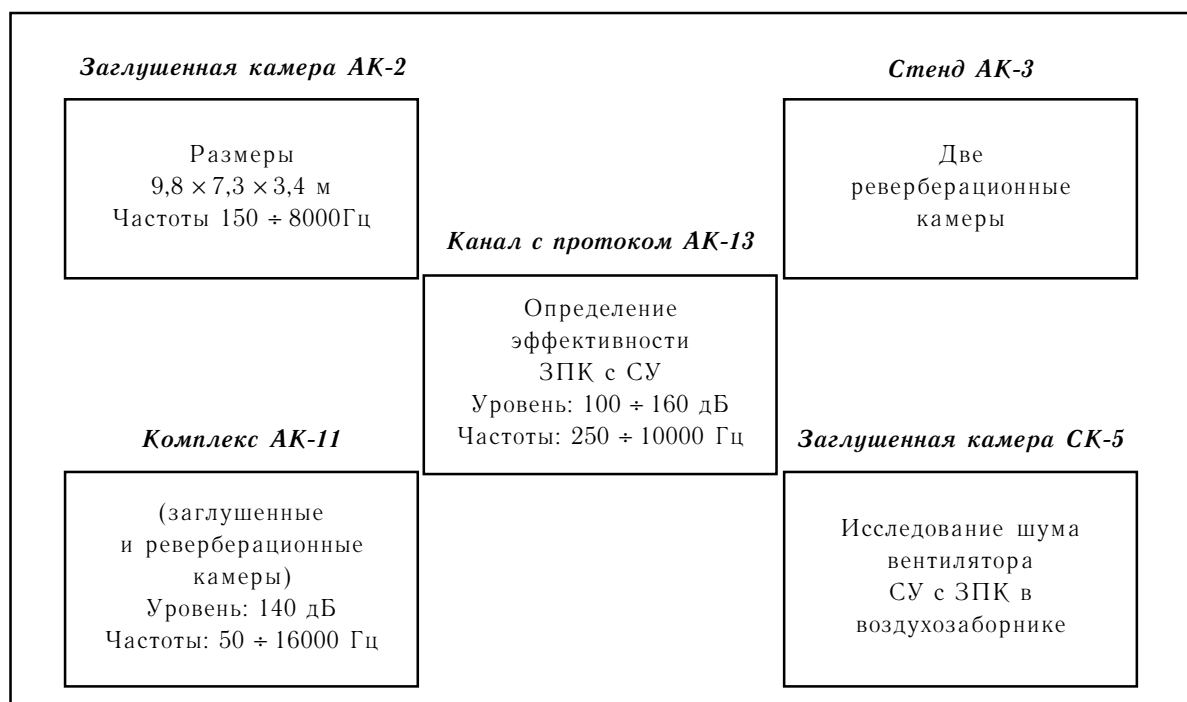 Заглушенная камера АК-2
Размеры
9,8 × 7,3 × 3,4 м
Частоты 150 ÷ 8000Гц
Стенд АК-3
Две
реверберационные
камеры
Канал с протоком АК-13
Определение
эффективности
ЗПК с СУ
Уровень: 100 ÷ 160 дБ
Частоты: 250 ÷ 10000 Гц
Комплекс АК-11
(заглушенные
и реверберационные
камеры)
Уровень: 140 дБ
Частоты: 50 ÷ 16000 Гц
Заглушенная камера СК-5
Исследование шума
вентилятора
СУ с ЗПК в
воздухозаборнике